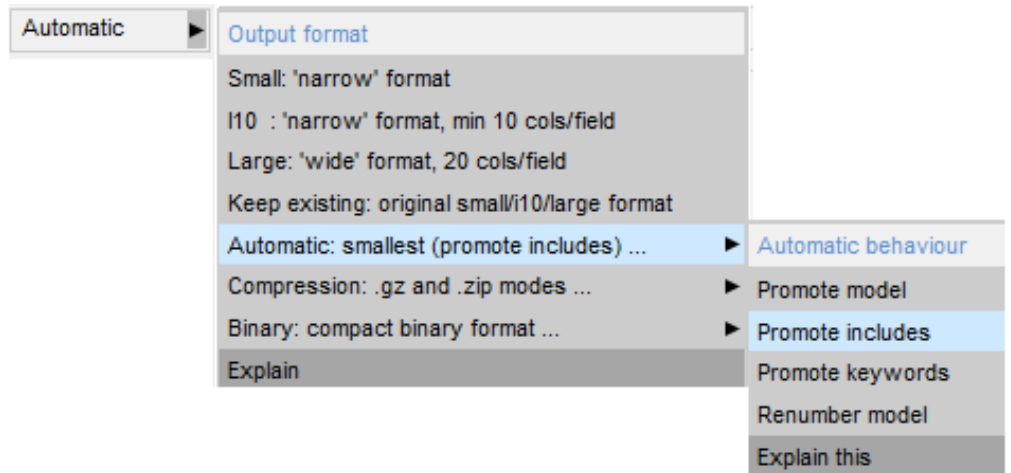 Automatic
Output format
Small: 'narrow' format
I10 : 'narrow' format, min 10 cols/field
Large: 'wide' format, 20 cols/field
Keep existing: original small/i10/large format
Automatic: smallest (promote includes) ...
Compression: .gz and .zip modes ...
Binary: compact binary format ...
Explain
Automatic behaviour
Promote model
Promote includes
Promote keywords
Renumber model
Explain this